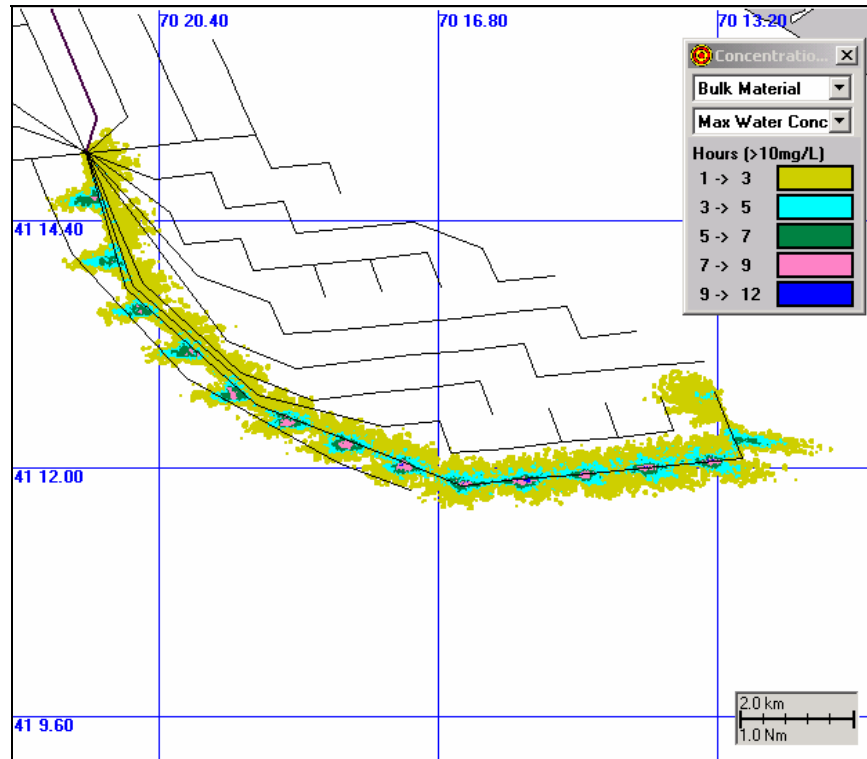 70 20.40
70 16.80
70 13.20
Concentratio...
Bulk Material
Max Water Conc
Hours (>10mg/L)
1 -> 3
3 -> 5
5 -> 7
7 -> 9
9 -> 12
41 14.40
41 12.00
41 9.60
2.0 km
1.0 Nm